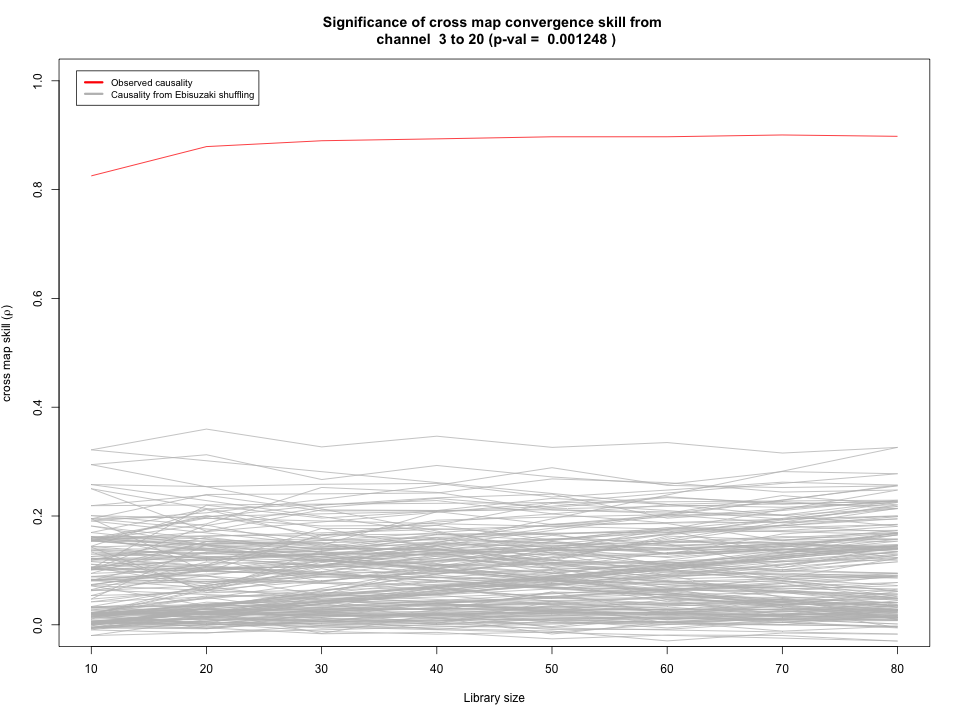 Significance of cross map convergence skill from
channel  3 to 20 (p-val =  0.001248 )
Observed causality
Causality from Ebisuzaki shuffling
cross map skill (ρ)
1.0
0.8
0.6
0.4
0.2
0.0
10 20 30 40 50 60 70 80
Library size